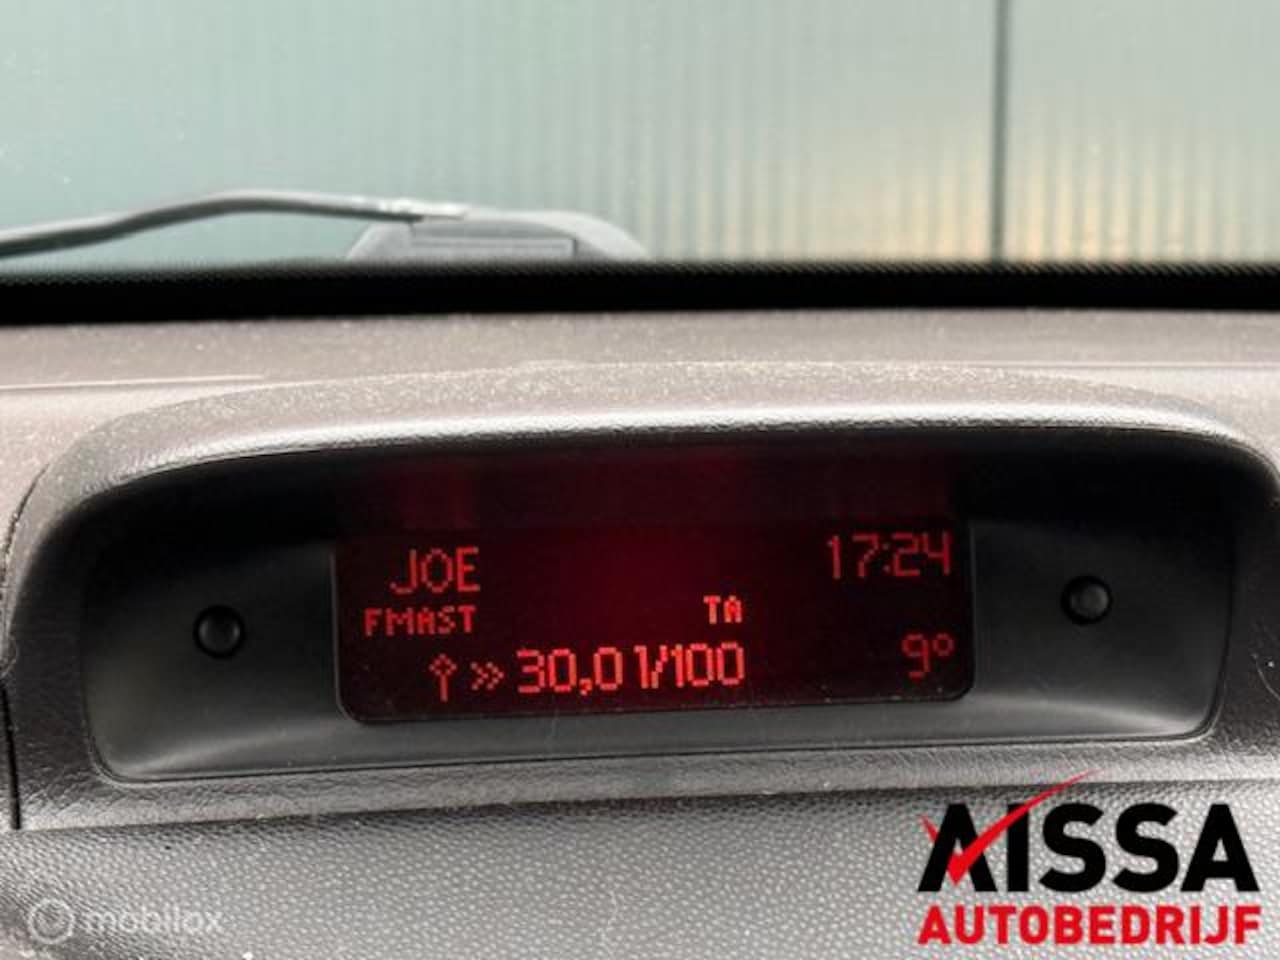 JOE
17:24
FMAST
TA
» 30,0 l/100
9°
AISSA
AUTOBEDRIJF
mobilox